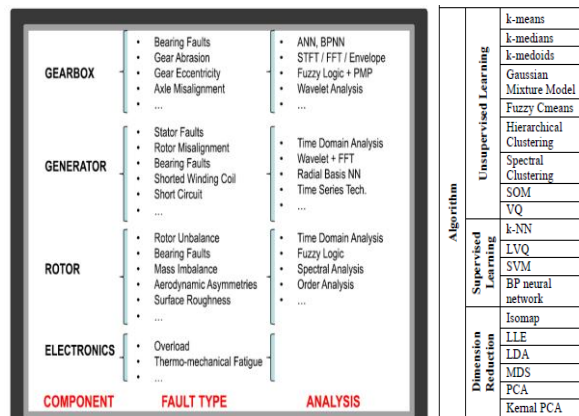 GEARBOX
• Bearing Faults
• Gear Abrasion
• Gear Eccentricity
• Axle Misalignment
• ...
• ANN, BPNN
• STFT / FFT / Envelope
• Fuzzy Logic + PMP
• Wavelet Analysis
• ...
GENERATOR
• Stator Faults
• Rotor Misalignment
• Bearing Faults
• Shorted Winding Coil
• Short Circuit
• ...
• Time Domain Analysis
• Wavelet + FFT
• Radial Basis NN
• Time Series Tech.
• ...
ROTOR
• Rotor Unbalance
• Bearing Faults
• Mass Imbalance
• Aerodynamic Asymmetries
• Surface Roughness
• ...
• Time Domain Analysis
• Fuzzy Logic
• Spectral Analysis
• Order Analysis
• ...
ELECTRONICS
• Overload
• Thermo-mechanical Fatigue
• ...
COMPONENT FAULT TYPE ANALYSIS
Algorithm
Unsupervised Learning
k-means
k-medians
k-medoids
Gaussian
Mixture Model
Fuzzy Cmeans
Hierarchical
Clustering
Spectral
Clustering
SOM
VQ
Supervised
Learning
k-NN
LVQ
SVM
BP neural
network
Dimension
Reduction
Isomap
LLE
LDA
MDS
PCA
Kemal PCA